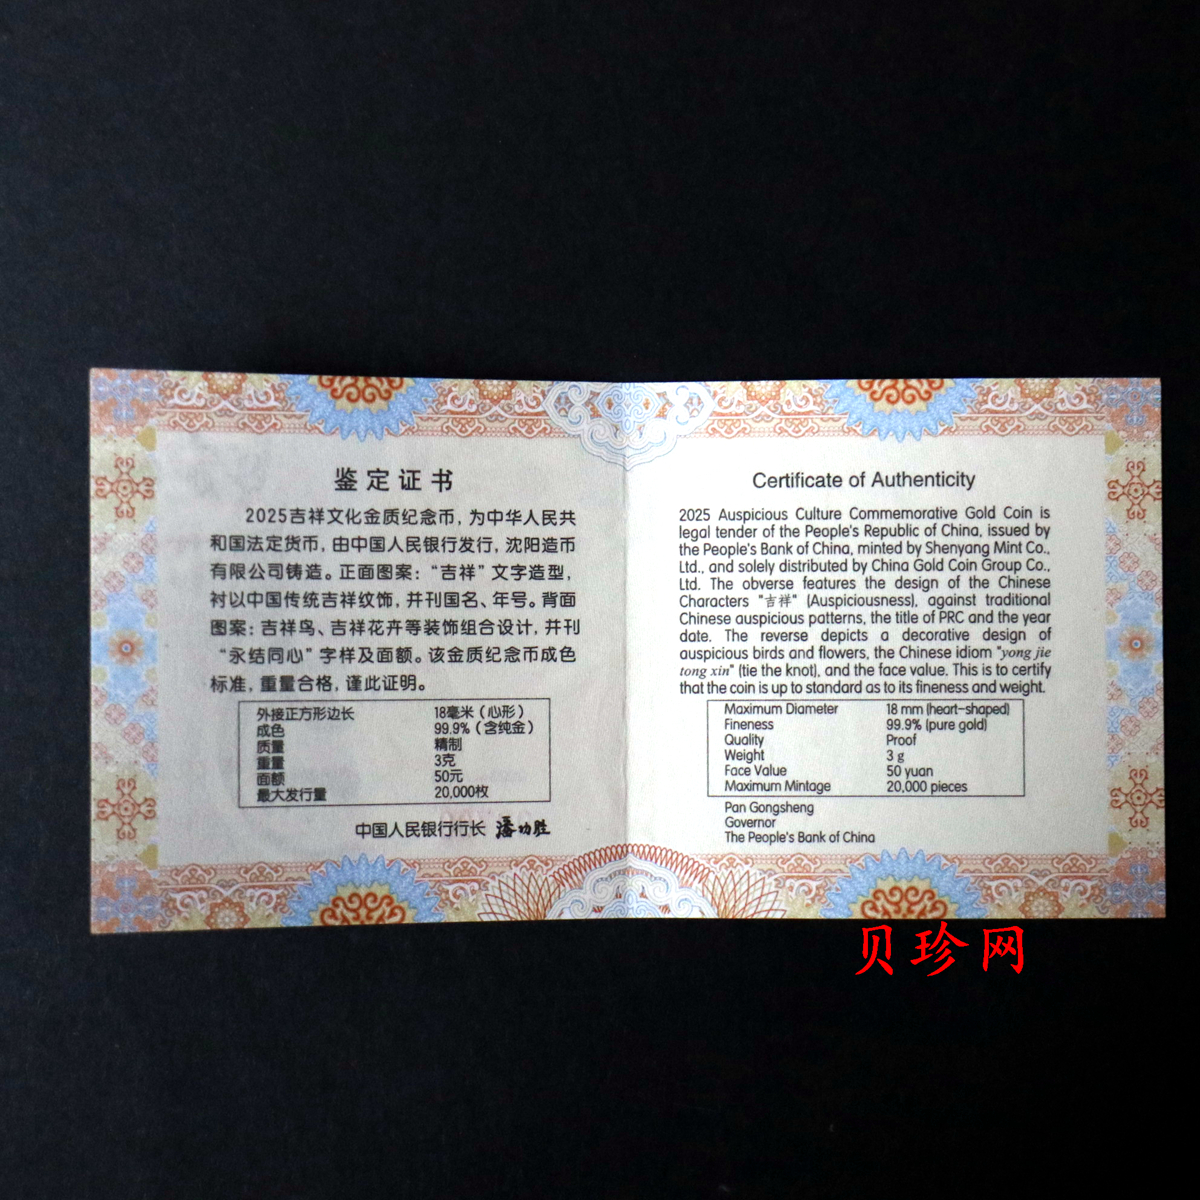 鉴定证书
2025吉祥文化金质纪念币，为中华人民共
和国法定货币，由中国人民银行发行，沈阳造币
有限公司铸造。正面图案：“吉祥”文字造型，
衬以中国传统吉祥纹饰，并刊国名、年号。背面
图案：吉祥鸟、吉祥花卉等装饰组合设计，并刊
“永结同心”字样及面额。该金质纪念币成色
标准，重量合格，谨此证明。
外接正方形边长 18毫米（心形）
成色 99.9%（含纯金）
质量 精制
重量 3克
面额 50元
最大发行量 20,000枚
中国人民银行行长 潘功胜
Certificate of Authenticity
2025 Auspicious Culture Commemorative Gold Coin is
legal tender of the People's Republic of China, issued by
the People's Bank of China, minted by Shenyang Mint Co.,
Ltd., and solely distributed by China Gold Coin Group Co.,
Ltd. The obverse features the design of the Chinese
Characters "吉祥" (Auspiciousness), against traditional
Chinese auspicious patterns, the title of PRC and the year
date. The reverse depicts a decorative design of
auspicious birds and flowers, the Chinese idiom "yong jie
tong xin" (tie the knot), and the face value. This is to certify
that the coin is up to standard as to its fineness and weight.
Maximum Diameter 18 mm (heart-shaped)
Fineness 99.9% (pure gold)
Quality Proof
Weight 3 g
Face Value 50 yuan
Maximum Mintage 20,000 pieces
Pan Gongsheng
Governor
The People's Bank of China
贝珍网